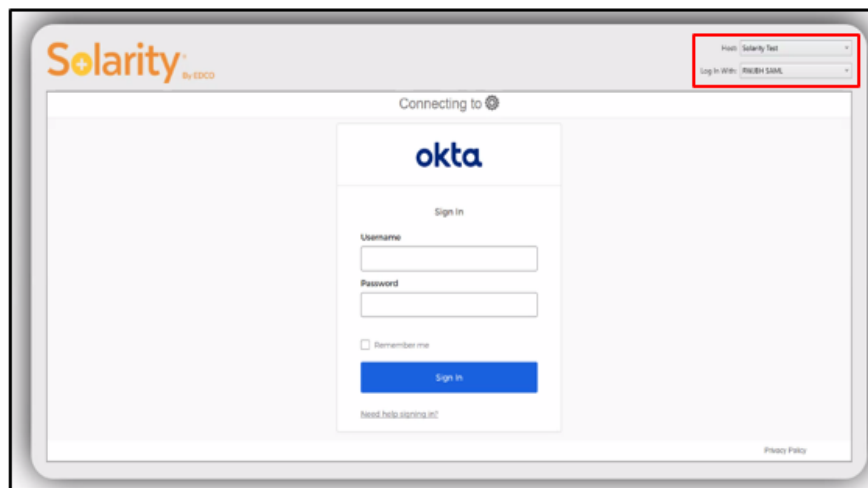 Solarity
By EDCO
Host: Solarity Test
Log In With: RWJBH SAML
Connecting to
okta
Sign In
Username
Password
Remember me
Sign In
Need help signing in?
Privacy Policy